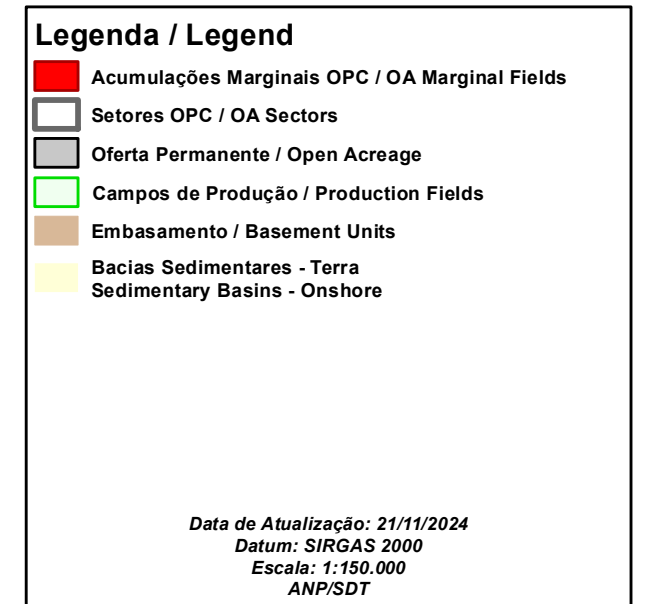 Legenda / Legend
Acumulações Marginais OPC / OA Marginal Fields
Setores OPC / OA Sectors
Oferta Permanente / Open Acreage
Campos de Produção / Production Fields
Embasamento / Basement Units
Bacias Sedimentares - Terra
Sedimentary Basins - Onshore
Data de Atualização: 21/11/2024
Datum: SIRGAS 2000
Escala: 1:150.000
ANP/SDT